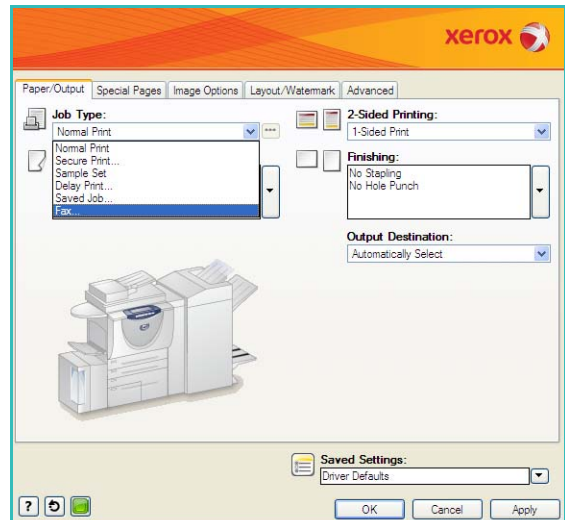 xerox
Paper/Output Special Pages Image Options Layout/Watermark Advanced
Job Type:
Normal Print
Normal Print
Secure Print...
Sample Set
Delay Print...
Saved Job...
Fax...
2-Sided Printing:
1-Sided Print
Finishing:
No Stapling
No Hole Punch
Output Destination:
Automatically Select
Saved Settings:
Driver Defaults
?
OK Cancel Apply